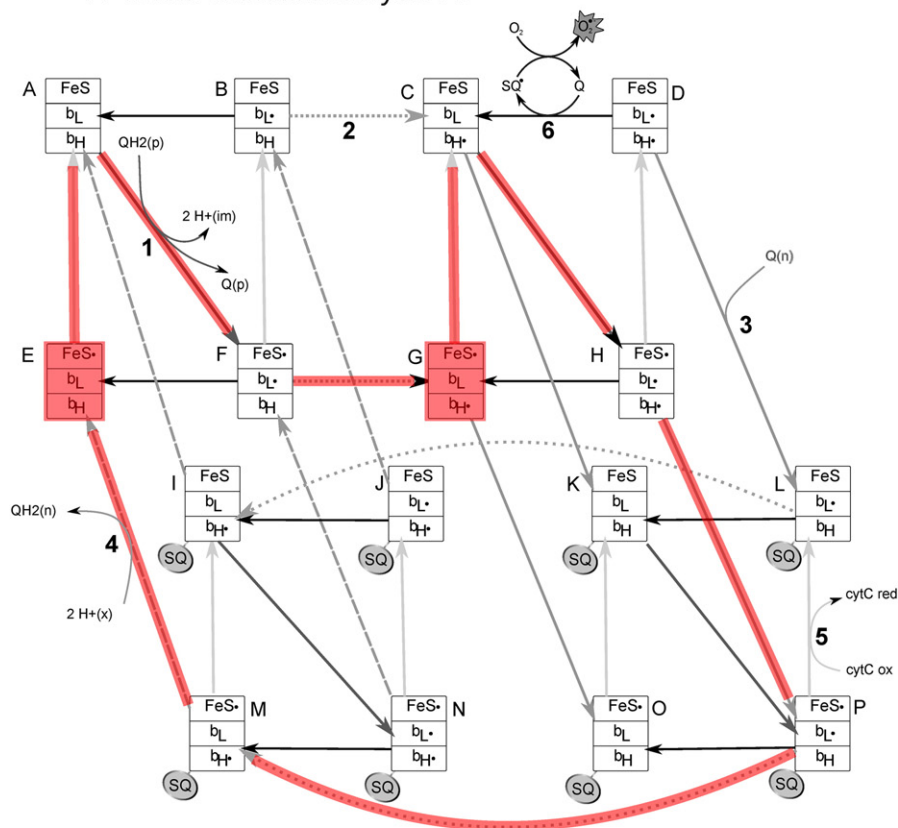 O₂
O₂•
A
FeS
bL
bH
B
FeS
bL•
bH
2
C
FeS
bL
bH•
SQ•
Q
6
FeS
bL•
bH•
D
QH2(p)
2 H+(im)
1
Q(p)
Q(n)
3
E
FeS•
bL
bH
F
FeS•
bL•
bH
G
FeS•
bL
bH•
H
FeS•
bL•
bH•
I
FeS
bL
bH•
SQ
J
FeS
bL•
bH•
SQ
K
FeS
bL
bH
SQ
L
FeS
bL•
bH
SQ
QH2(n)
4
2 H+(x)
cytC red
5
cytC ox
FeS•
bL
bH•
M
SQ
FeS•
bL•
bH•
N
SQ
FeS•
bL
bH
O
SQ
FeS•
bL•
bH
P
SQ